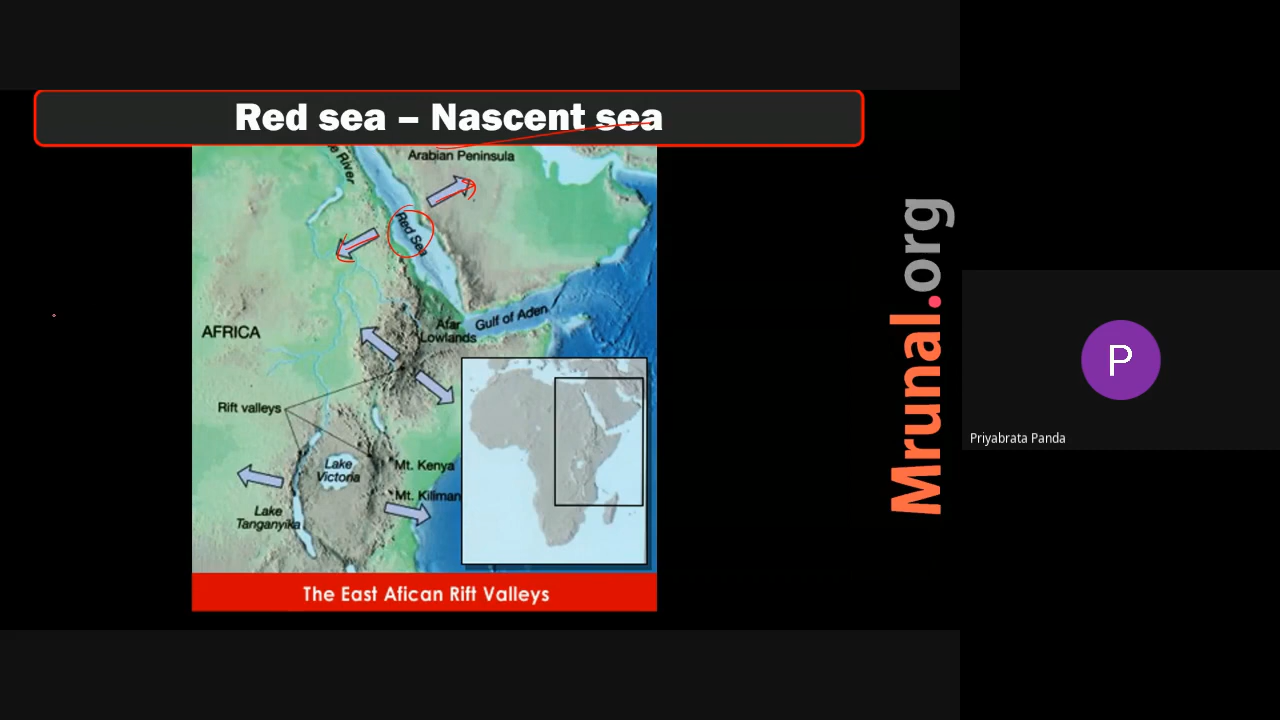 Red sea – Nascent sea
River
Arabian Peninsula
Red Sea
AFRICA
Afar
Lowlands
Gulf of Aden
Rift valleys
Lake
Victoria
Mt. Kenya
Mt. Kiliman
Lake
Tanganyika
The East Afican Rift Valleys
Mrunal.org
P
Priyabrata Panda